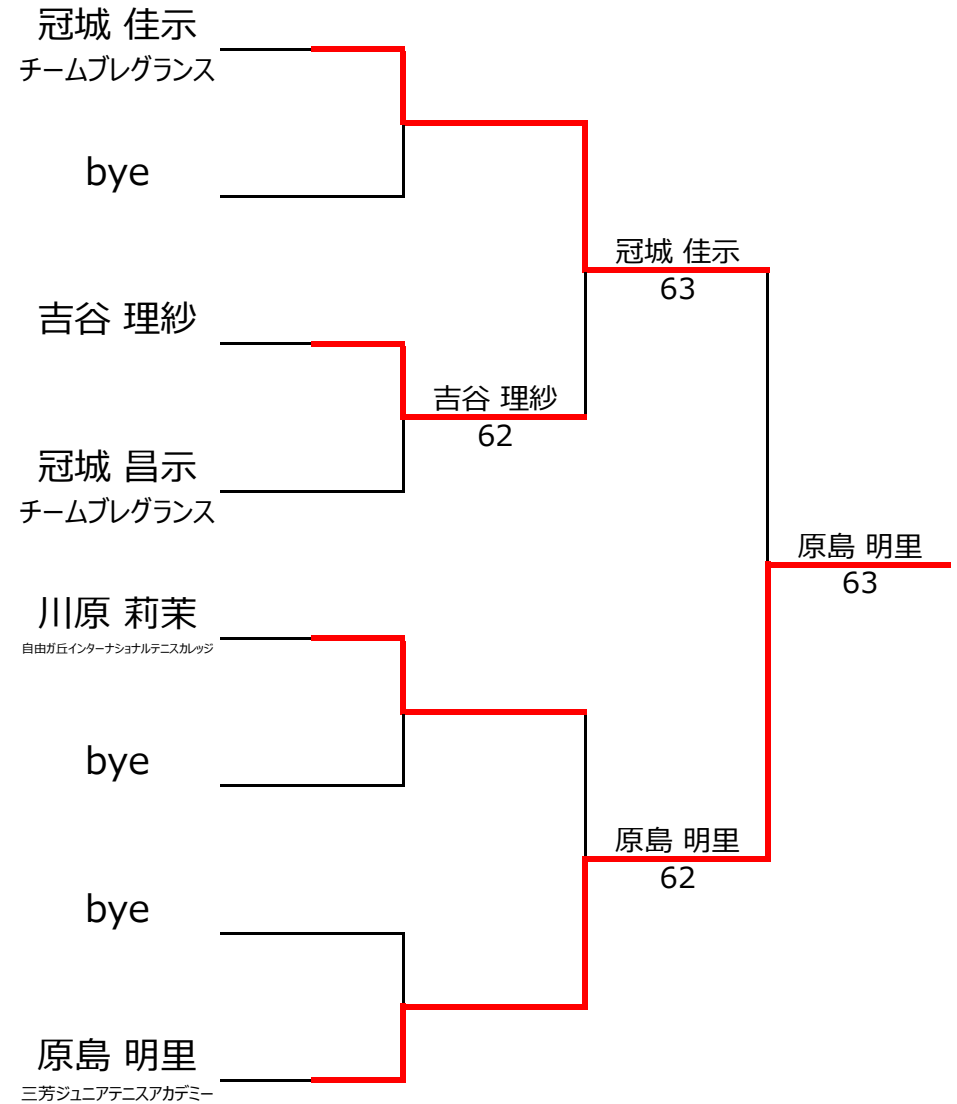 冠城 佳示
チームブレグランス
bye
吉谷 理紗
冠城 昌示
チームブレグランス
川原 莉茉
自由ガ丘インターナショナルテニスカレッジ
bye
bye
原島 明里
三芳ジュニアテニスアカデミー
吉谷 理紗
62
冠城 佳示
63
原島 明里
62
原島 明里
63